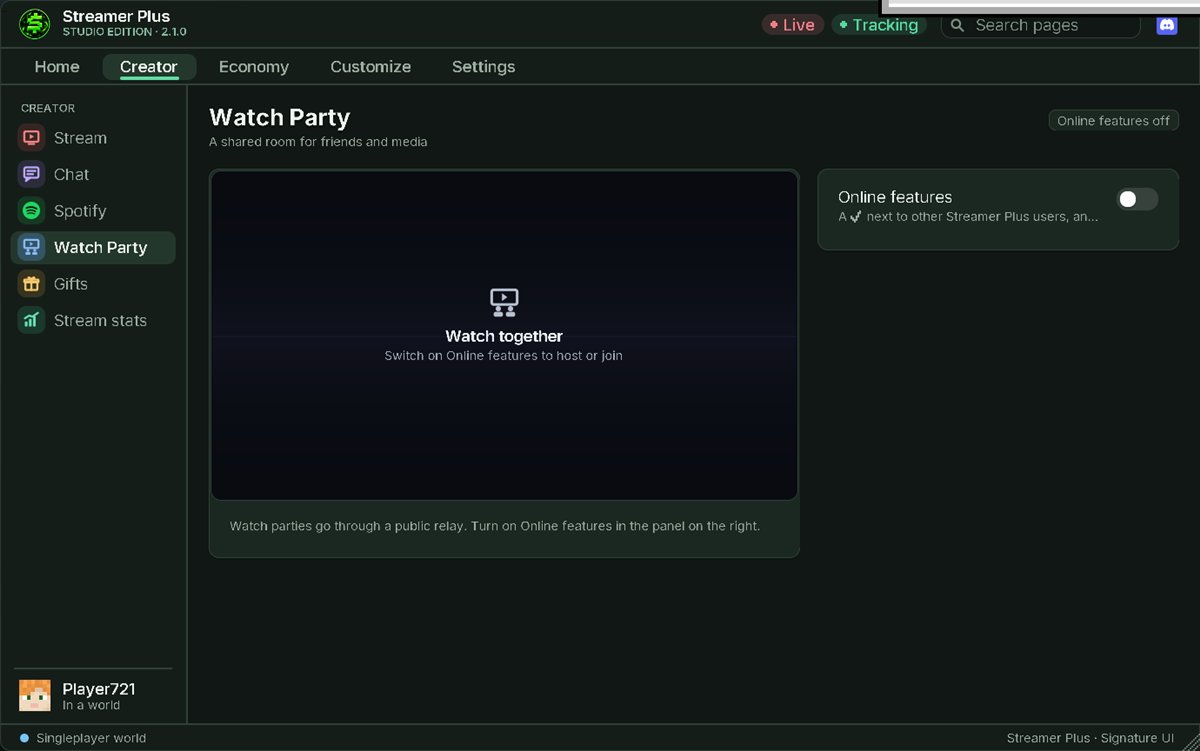 Streamer Plus
STUDIO EDITION · 2.1.0
Live
Tracking
Search pages
Home
Creator
Economy
Customize
Settings
CREATOR
Stream
Chat
Spotify
Watch Party
Gifts
Stream stats
Watch Party
A shared room for friends and media
Online features off
Watch together
Switch on Online features to host or join
Watch parties go through a public relay. Turn on Online features in the panel on the right.
Online features
A ✔ next to other Streamer Plus users, an...
Player721
In a world
Singleplayer world
Streamer Plus · Signature UI